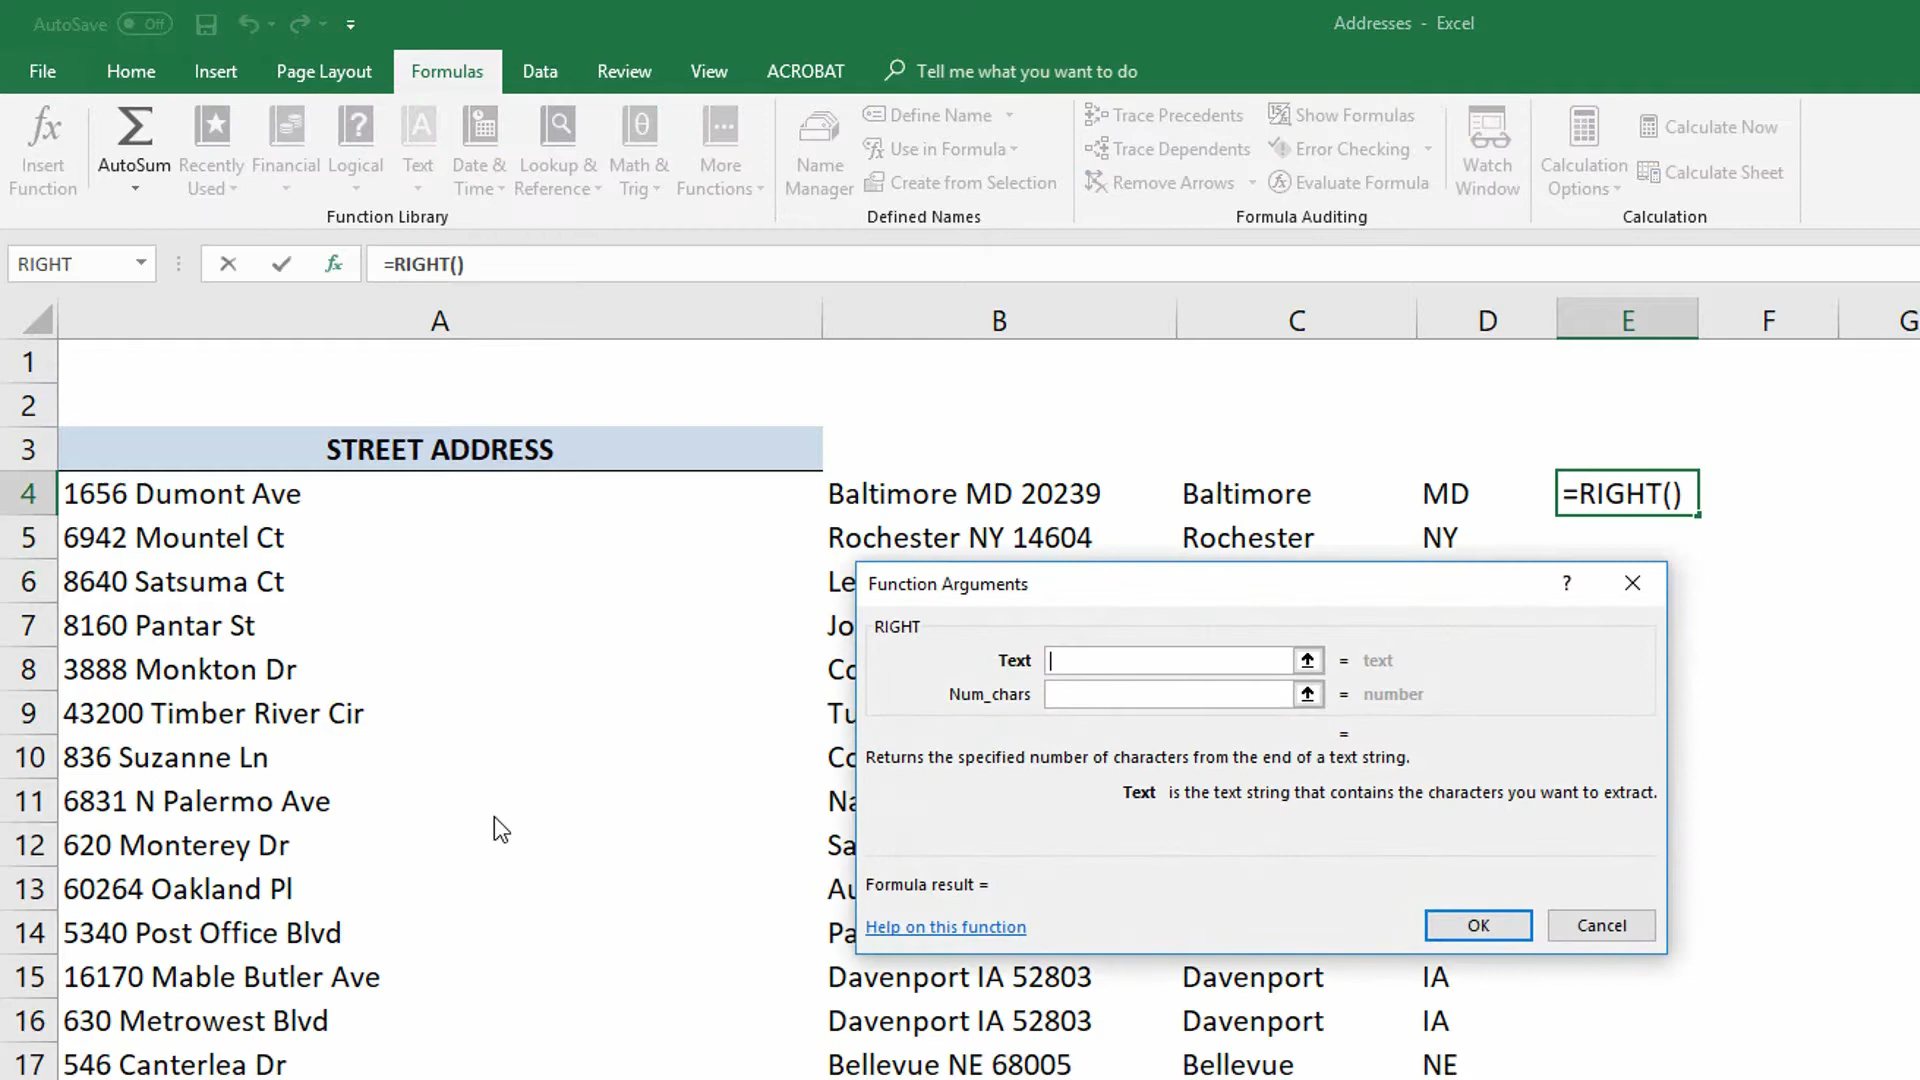 AutoSave Off
Addresses - Excel
File Home Insert Page Layout Formulas Data Review View ACROBAT Tell me what you want to do
Insert Function
AutoSum
Recently Used
Financial
Logical
Text
Date & Time
Lookup & Reference
Math & Trig
More Functions
Function Library
Name Manager
Define Name
Use in Formula
Create from Selection
Defined Names
Trace Precedents
Trace Dependents
Remove Arrows
Show Formulas
Error Checking
Evaluate Formula
Formula Auditing
Watch Window
Calculation Options
Calculate Now
Calculate Sheet
Calculation
RIGHT fx =RIGHT()
A B C D E F G
1
2
3 STREET ADDRESS
4 1656 Dumont Ave Baltimore MD 20239 Baltimore MD =RIGHT()
5 6942 Mountel Ct Rochester NY 14604 Rochester NY
6 8640 Satsuma Ct Le
7 8160 Pantar St Jo
8 3888 Monkton Dr Co
9 43200 Timber River Cir Tu
10 836 Suzanne Ln Co
11 6831 N Palermo Ave Na
12 620 Monterey Dr Sa
13 60264 Oakland Pl Au
14 5340 Post Office Blvd Pa
15 16170 Mable Butler Ave Davenport IA 52803 Davenport IA
16 630 Metrowest Blvd Davenport IA 52803 Davenport IA
17 546 Canterlea Dr Bellevue NE 68005 Bellevue NE
Function Arguments ?
RIGHT
Text = text
Num_chars = number
=
Returns the specified number of characters from the end of a text string.
Text is the text string that contains the characters you want to extract.
Formula result =
Help on this function
OK Cancel